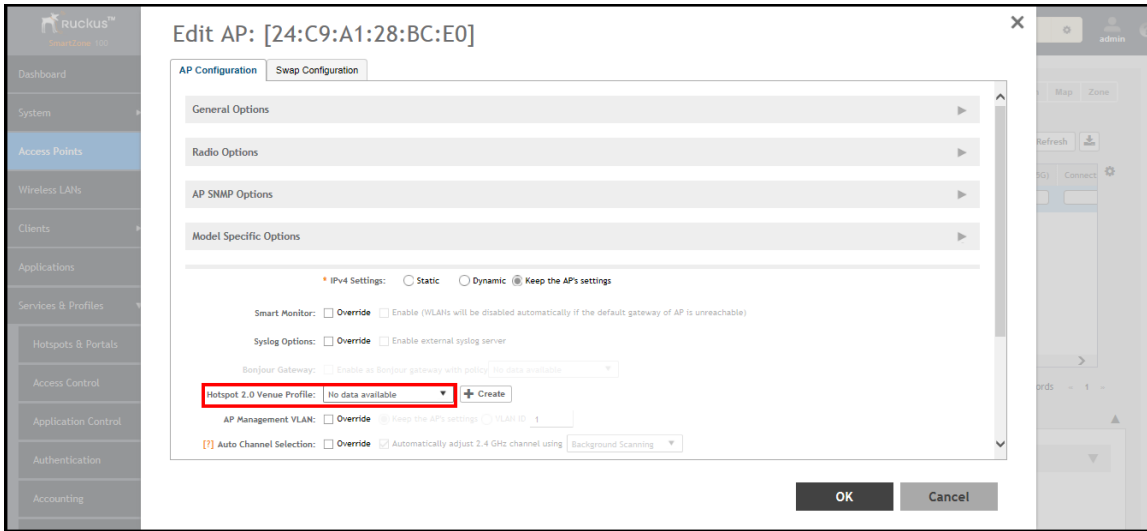 Ruckus™
SmartZone 100
Edit AP: [24:C9:A1:28:BC:E0]
admin
AP Configuration
Swap Configuration
Dashboard
System
Access Points
Wireless LANs
Clients
Applications
Services & Profiles
Hotspots & Portals
Access Control
Application Control
Authentication
Accounting
General Options
Radio Options
AP SNMP Options
Model Specific Options
* IPv4 Settings: Static Dynamic Keep the AP's settings
Smart Monitor: Override Enable (WLANs will be disabled automatically if the default gateway of AP is unreachable)
Syslog Options: Override Enable external syslog server
Bonjour Gateway: Enable as Bonjour gateway with policy No data available
Hotspot 2.0 Venue Profile: No data available + Create
AP Management VLAN: Override Keep the AP's settings VLAN ID 1
[?] Auto Channel Selection: Override Automatically adjust 2.4 GHz channel using Background Scanning
OK Cancel
Map Zone
Refresh
5G) Connect
ords - 1 -